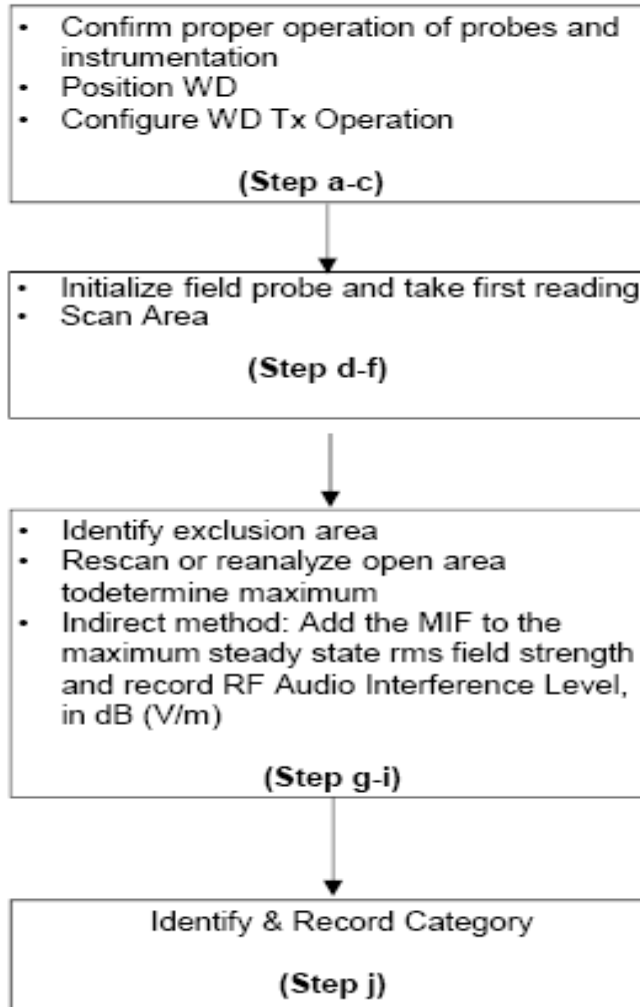 • Confirm proper operation of probes and
instrumentation
• Position WD
• Configure WD Tx Operation
(Step a-c)
• Initialize field probe and take first reading
• Scan Area
(Step d-f)
• Identify exclusion area
• Rescan or reanalyze open area
todetermine maximum
• Indirect method: Add the MIF to the
maximum steady state rms field strength
and record RF Audio Interference Level,
in dB (V/m)
(Step g-i)
Identify & Record Category
(Step j)